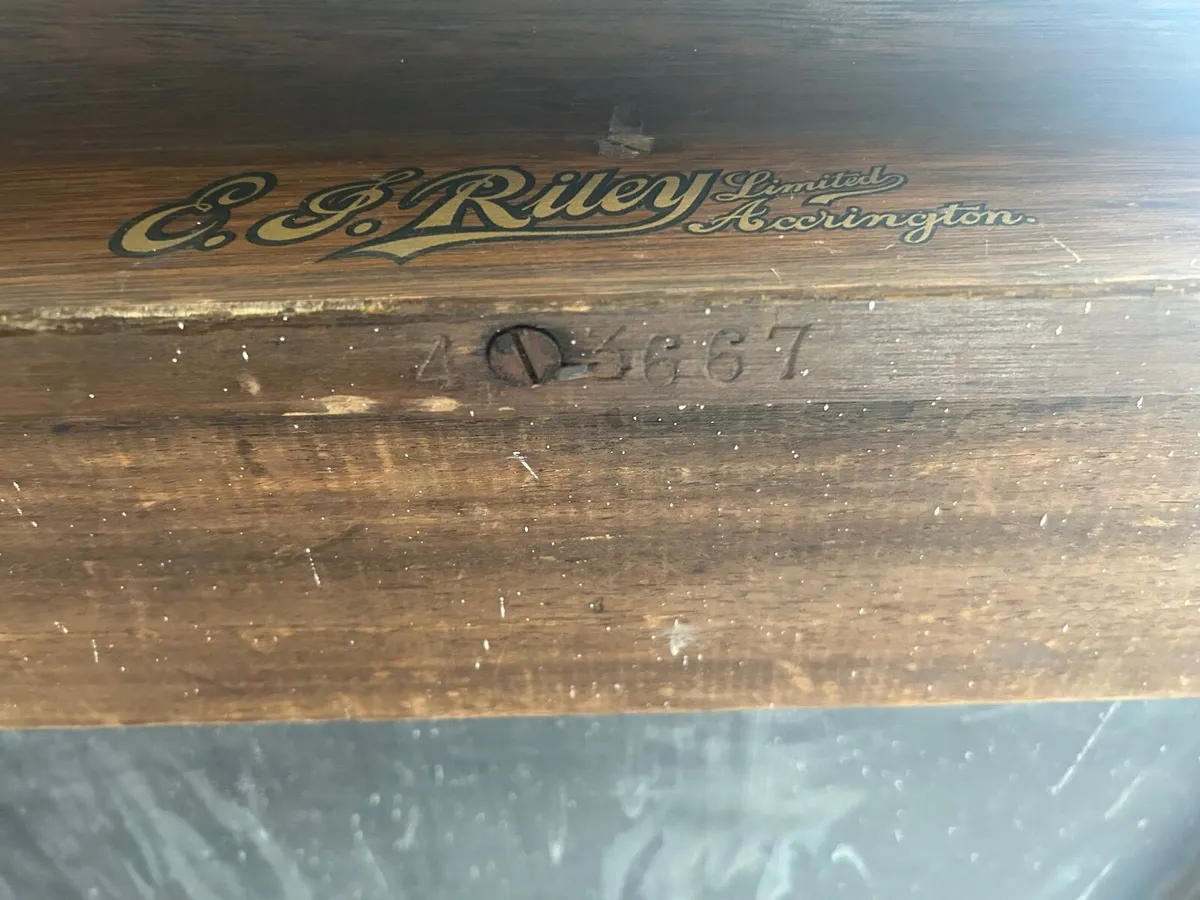 E. J. Riley Limited
Accrington.
4 3667